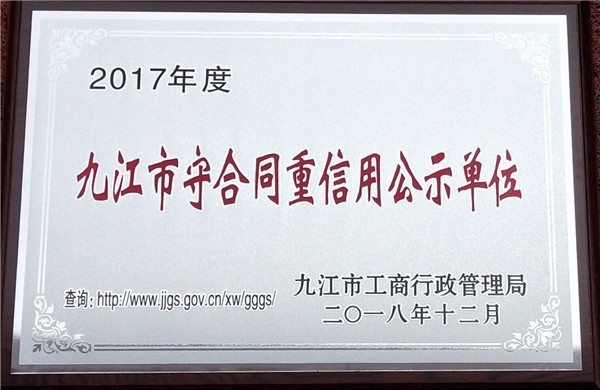 2017年度
九江市守合同重信用公示单位
查询：http://www.jjgs.gov.cn/xw/gggs/
九江市工商行政管理局
二〇一八年十二月